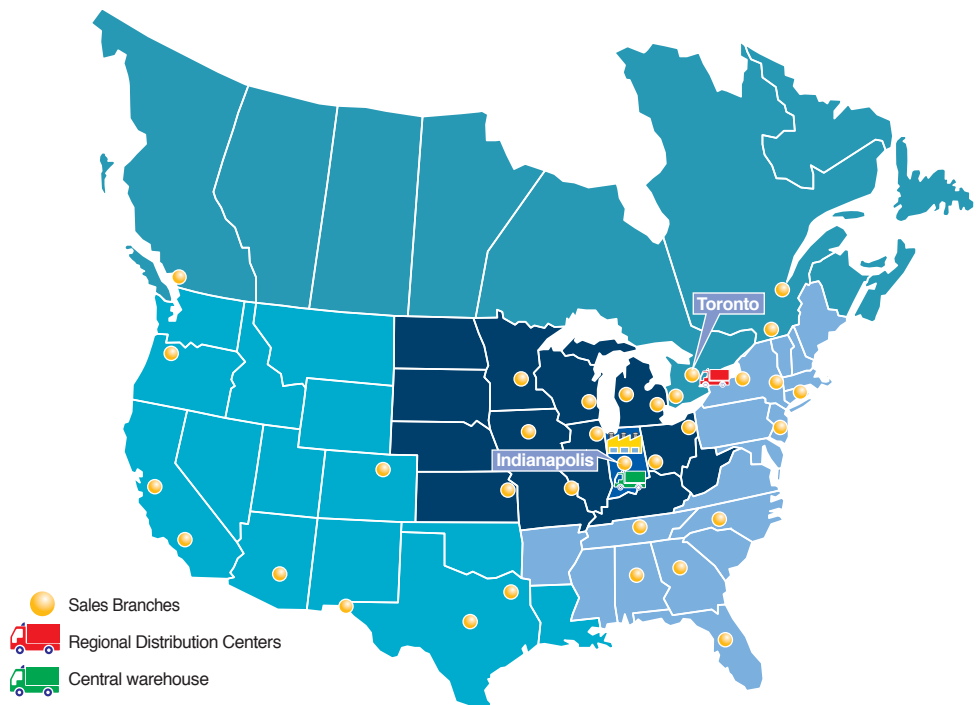 Toronto
Indianapolis
Sales Branches
Regional Distribution Centers
Central warehouse